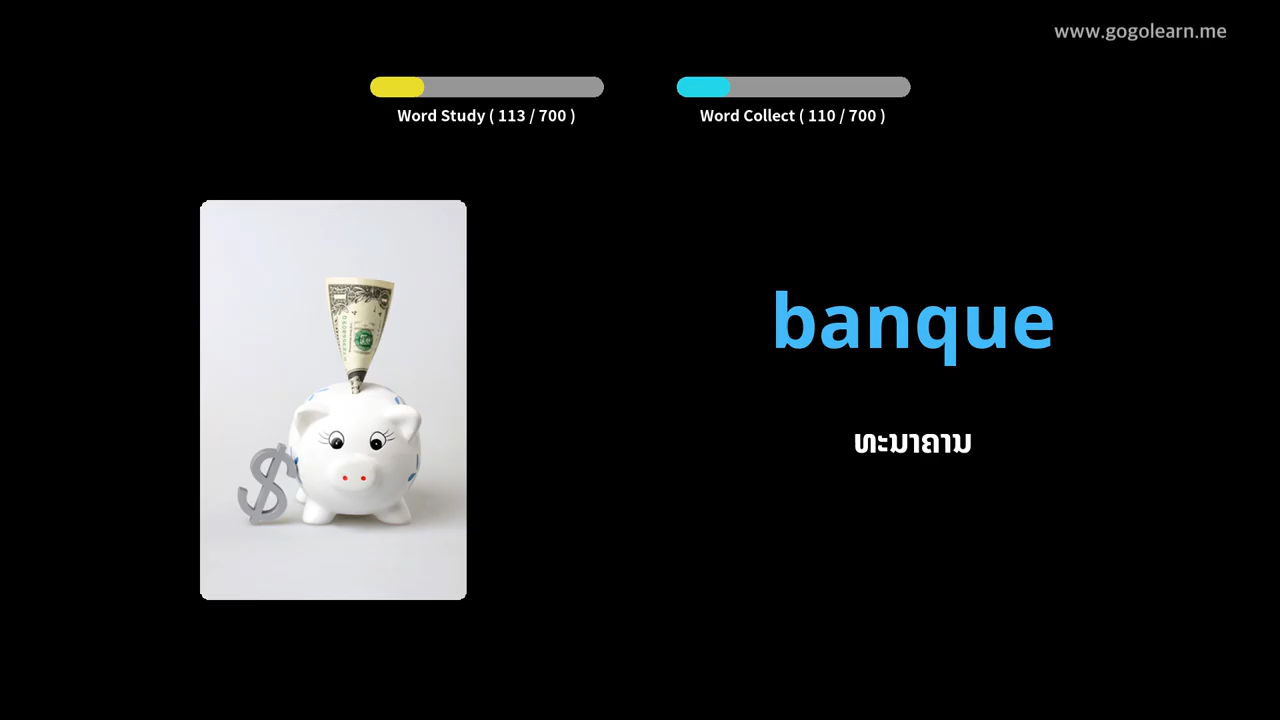 www.gogolearn.me
Word Study ( 113 / 700 )
Word Collect ( 110 / 700 )
banque
ທະນາຄານ